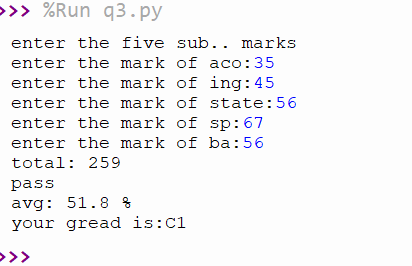 >>> %Run q3.py
enter the five sub.. marks
enter the mark of aco:35
enter the mark of ing:45
enter the mark of state:56
enter the mark of sp:67
enter the mark of ba:56
total: 259
pass
avg: 51.8 %
your gread is:C1
>>>